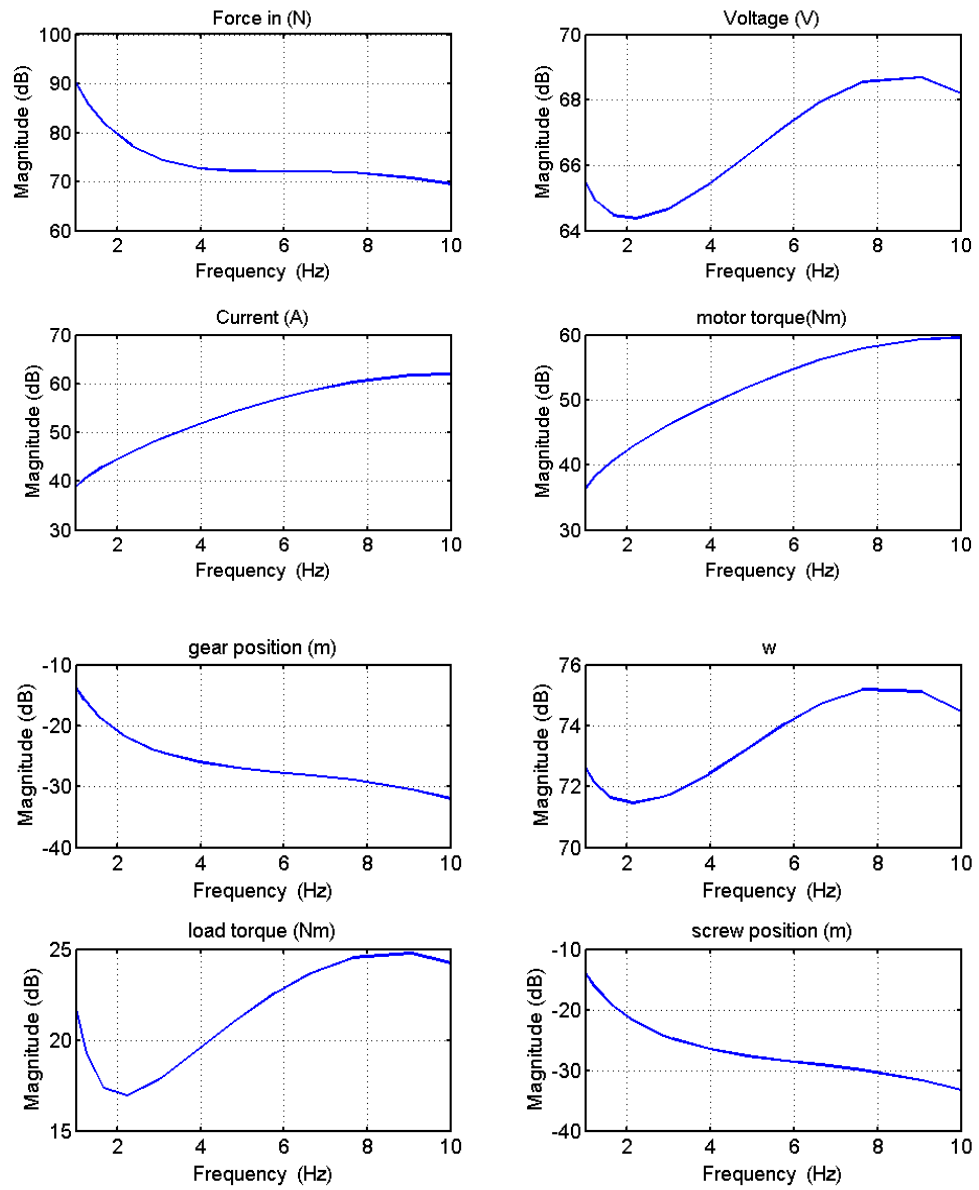 Force in (N)
100
90
80
70
60
Magnitude (dB)
2 4 6 8 10
Frequency (Hz)
Voltage (V)
70
68
66
64
Magnitude (dB)
2 4 6 8 10
Frequency (Hz)
Current (A)
70
60
50
40
30
Magnitude (dB)
2 4 6 8 10
Frequency (Hz)
motor torque(Nm)
60
50
40
30
Magnitude (dB)
2 4 6 8 10
Frequency (Hz)
gear position (m)
-10
-20
-30
-40
Magnitude (dB)
2 4 6 8 10
Frequency (Hz)
w
76
74
72
70
Magnitude (dB)
2 4 6 8 10
Frequency (Hz)
load torque (Nm)
25
20
15
Magnitude (dB)
2 4 6 8 10
Frequency (Hz)
screw position (m)
-10
-20
-30
-40
Magnitude (dB)
2 4 6 8 10
Frequency (Hz)